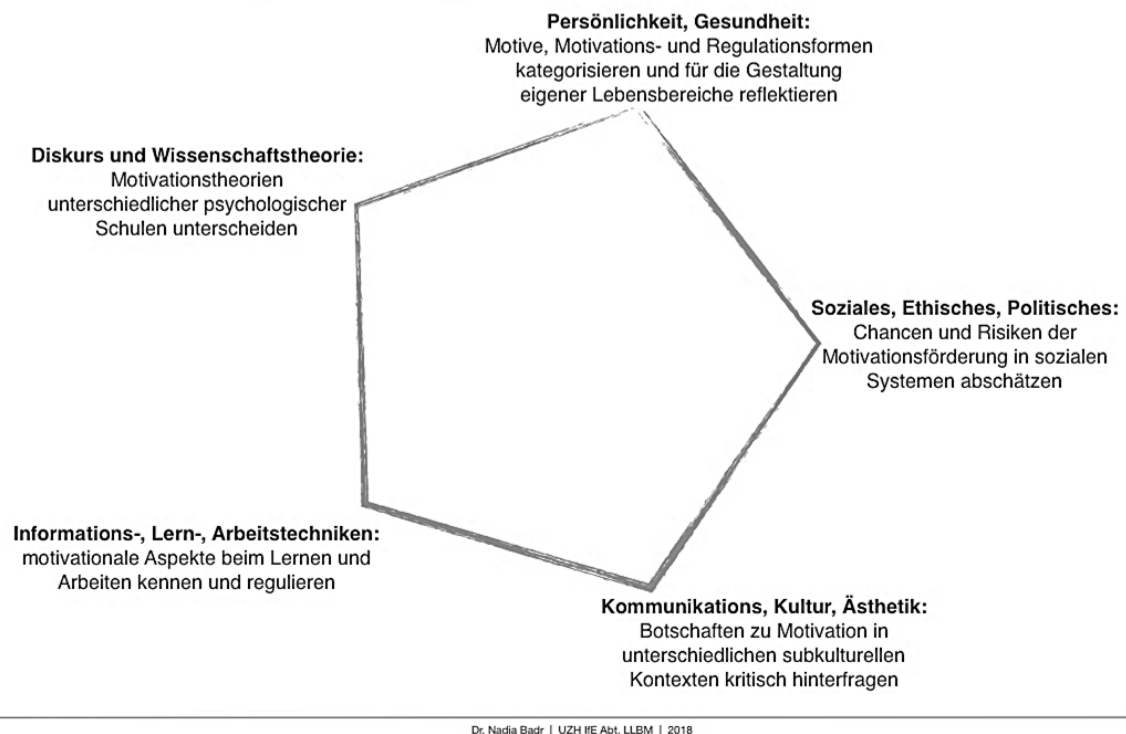 Persönlichkeit, Gesundheit:
Motive, Motivations- und Regulationsformen
kategorisieren und für die Gestaltung
eigener Lebensbereiche reflektieren
Diskurs und Wissenschaftstheorie:
Motivationstheorien
unterschiedlicher psychologischer
Schulen unterscheiden
Soziales, Ethisches, Politisches:
Chancen und Risiken der
Motivationsförderung in sozialen
Systemen abschätzen
Informations-, Lern-, Arbeitstechniken:
motivationale Aspekte beim Lernen und
Arbeiten kennen und regulieren
Kommunikations, Kultur, Ästhetik:
Botschaften zu Motivation in
unterschiedlichen subkulturellen
Kontexten kritisch hinterfragen
Dr. Nadja Badr | UZH IfE Abt. LLBM | 2018